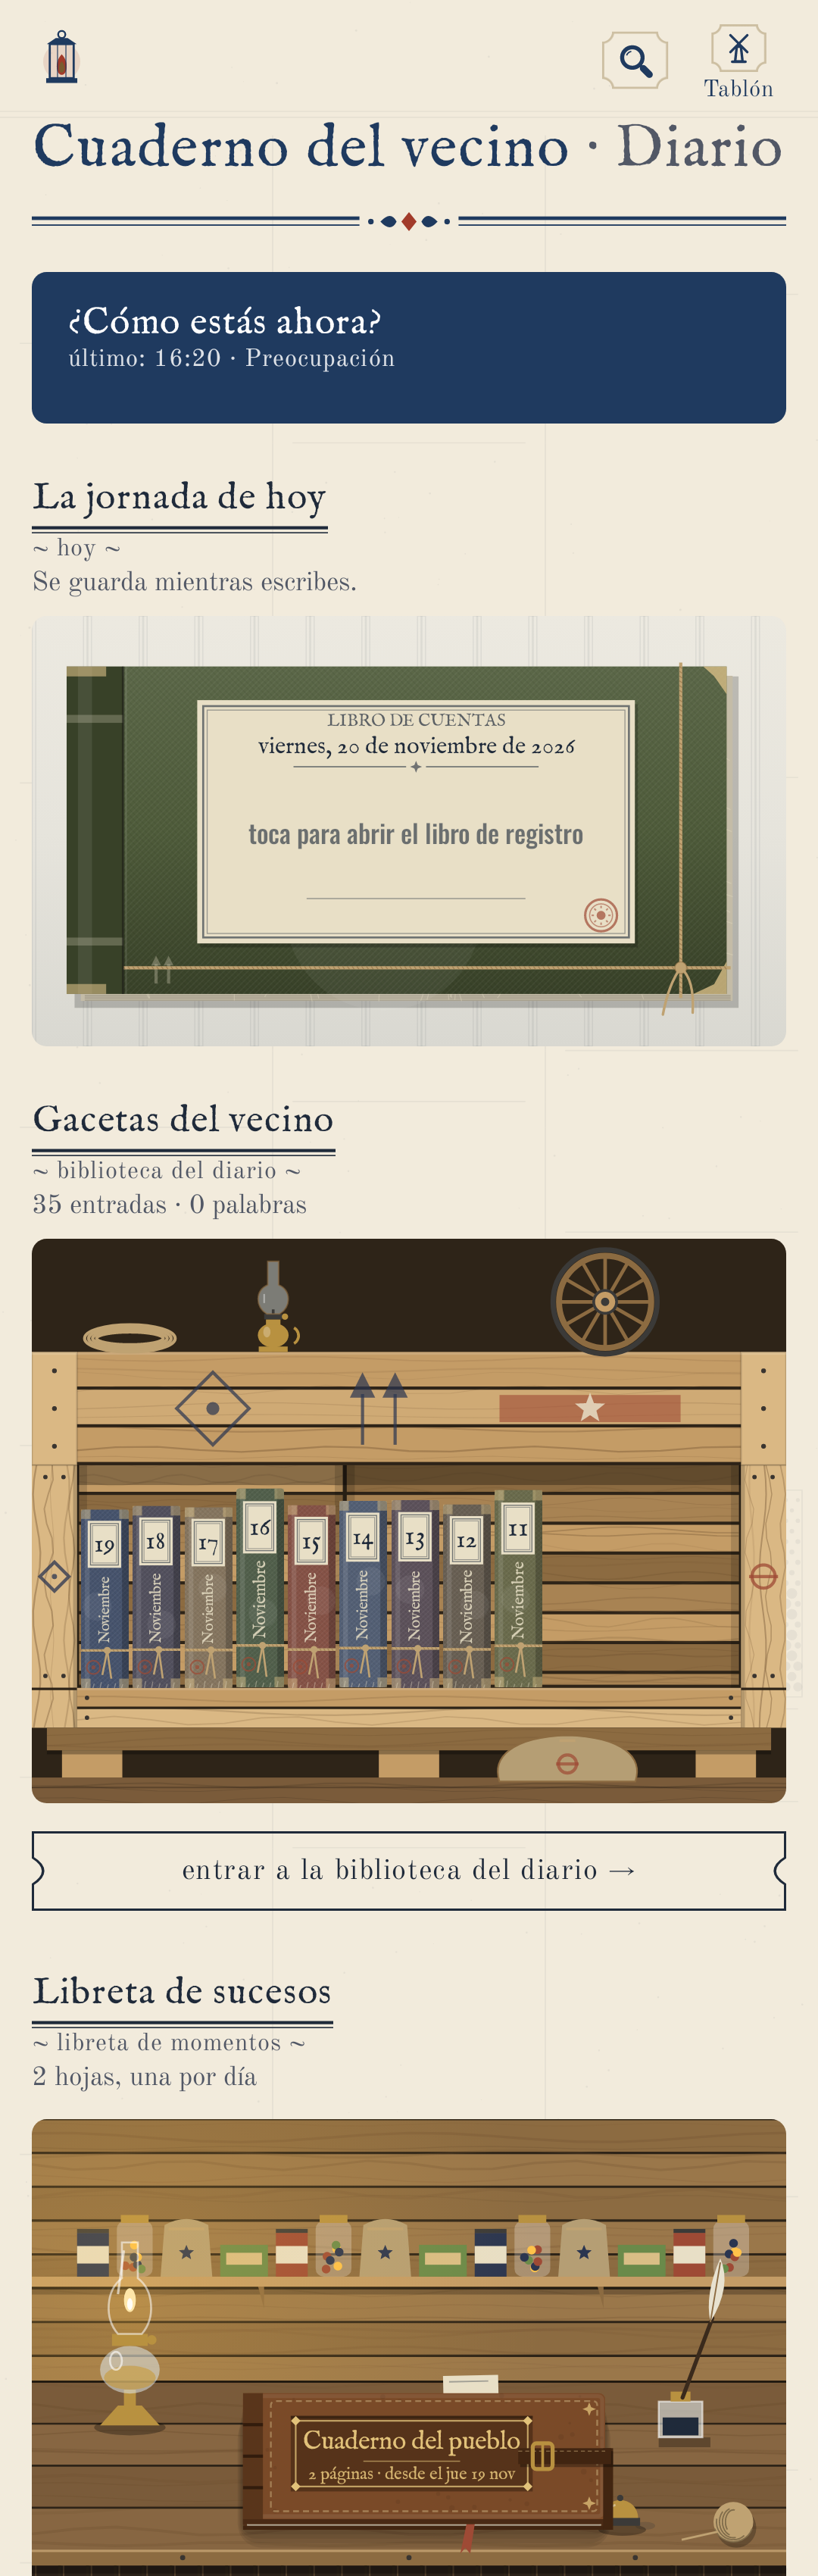 Tablón
Cuaderno del vecino · Diario
¿Cómo estás ahora?
último: 16:20 · Preocupación
La jornada de hoy
~ hoy ~
Se guarda mientras escribes.
LIBRO DE CUENTAS
viernes, 20 de noviembre de 2026
toca para abrir el libro de registro
Gacetas del vecino
~ biblioteca del diario ~
35 entradas · 0 palabras
19
Noviembre
18
Noviembre
17
Noviembre
16
Noviembre
15
Noviembre
14
Noviembre
13
Noviembre
12
Noviembre
11
Noviembre
entrar a la biblioteca del diario →
Libreta de sucesos
~ libreta de momentos ~
2 hojas, una por día
Cuaderno del pueblo
2 páginas · desde el jue 19 nov